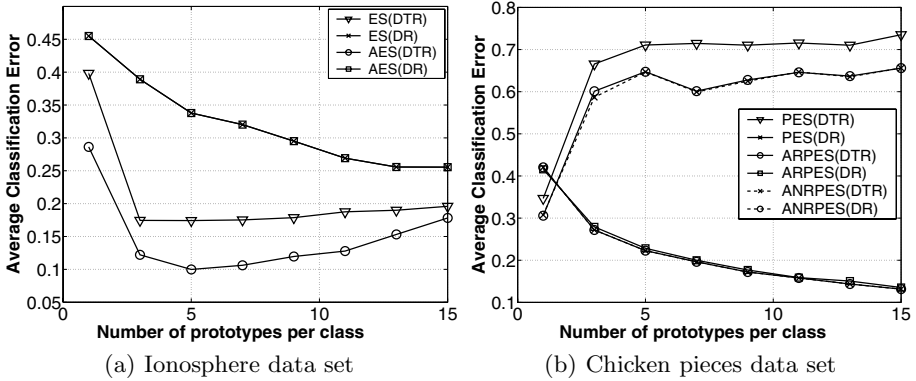 Average Classification Error
0.45
0.4
0.35
0.3
0.25
0.2
0.15
0.1
0.05
0 5 10 15
Number of prototypes per class
ES(DTR)
ES(DR)
AES(DTR)
AES(DR)
(a) Ionosphere data set
Average Classification Error
0.8
0.7
0.6
0.5
0.4
0.3
0.2
0.1
0 5 10 15
Number of prototypes per class
PES(DTR)
PES(DR)
ARPES(DTR)
ARPES(DR)
ANRPES(DTR)
ANRPES(DR)
(b) Chicken pieces data set